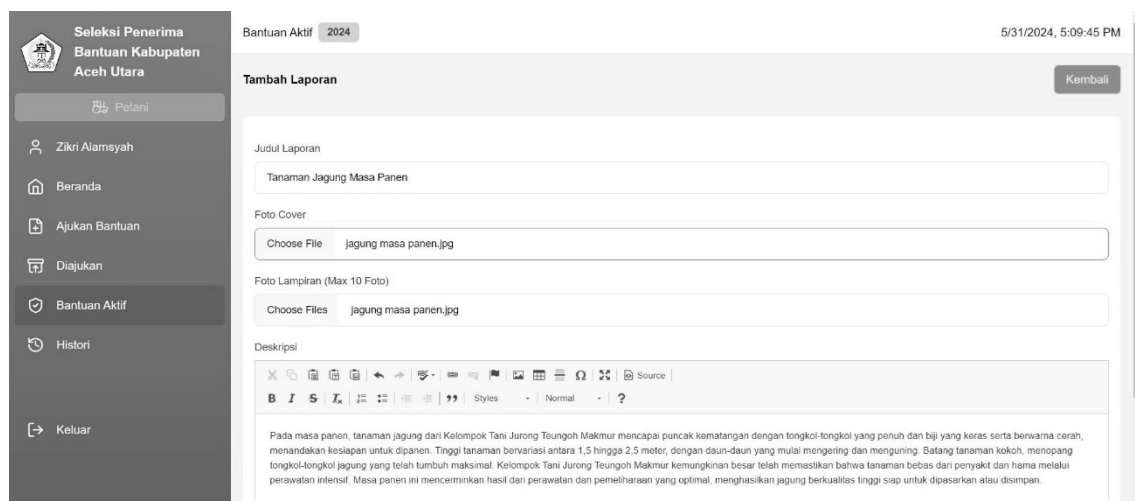 Seleksi Penerima
Bantuan Kabupaten
Aceh Utara
Petani
Zikri Alamsyah
Beranda
Ajukan Bantuan
Diajukan
Bantuan Aktif
Histori
Keluar
Bantuan Aktif 2024
5/31/2024, 5:09:45 PM
Tambah Laporan
Kembali
Judul Laporan
Tanaman Jagung Masa Panen
Foto Cover
Choose File jagung masa panen.jpg
Foto Lampiran (Max 10 Foto)
Choose Files jagung masa panen.jpg
Deskripsi
Source
B I S Ix Styles Normal ?
Pada masa panen, tanaman jagung dari Kelompok Tani Jurong Teungoh Makmur mencapai puncak kematangan dengan tongkol-tongkol yang penuh dan biji yang keras serta berwarna cerah,
menandakan kesiapan untuk dipanen. Tinggi tanaman bervariasi antara 1,5 hingga 2,5 meter, dengan daun-daun yang mulai mengering dan menguning. Batang tanaman kokoh, menopang
tongkol-tongkol jagung yang telah tumbuh maksimal. Kelompok Tani Jurong Teungoh Makmur kemungkinan besar telah memastikan bahwa tanaman bebas dari penyakit dan hama melalui
perawatan intensif. Masa panen ini mencerminkan hasil dari perawatan dan pemeliharaan yang optimal, menghasilkan jagung berkualitas tinggi siap untuk dipasarkan atau disimpan.